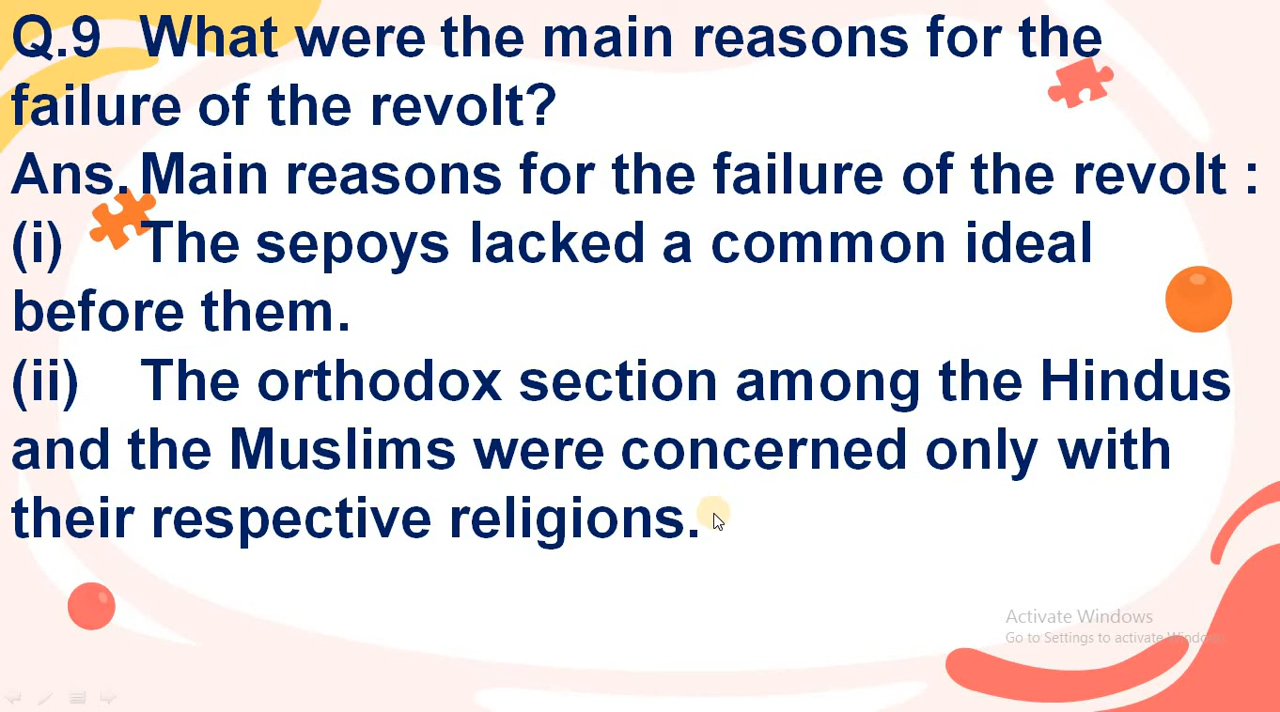 Q.9 What were the main reasons for the
failure of the revolt?
Ans. Main reasons for the failure of the revolt :
(i) The sepoys lacked a common ideal
before them.
(ii) The orthodox section among the Hindus
and the Muslims were concerned only with
their respective religions.
Activate Windows
Go to Settings to activate Windows.